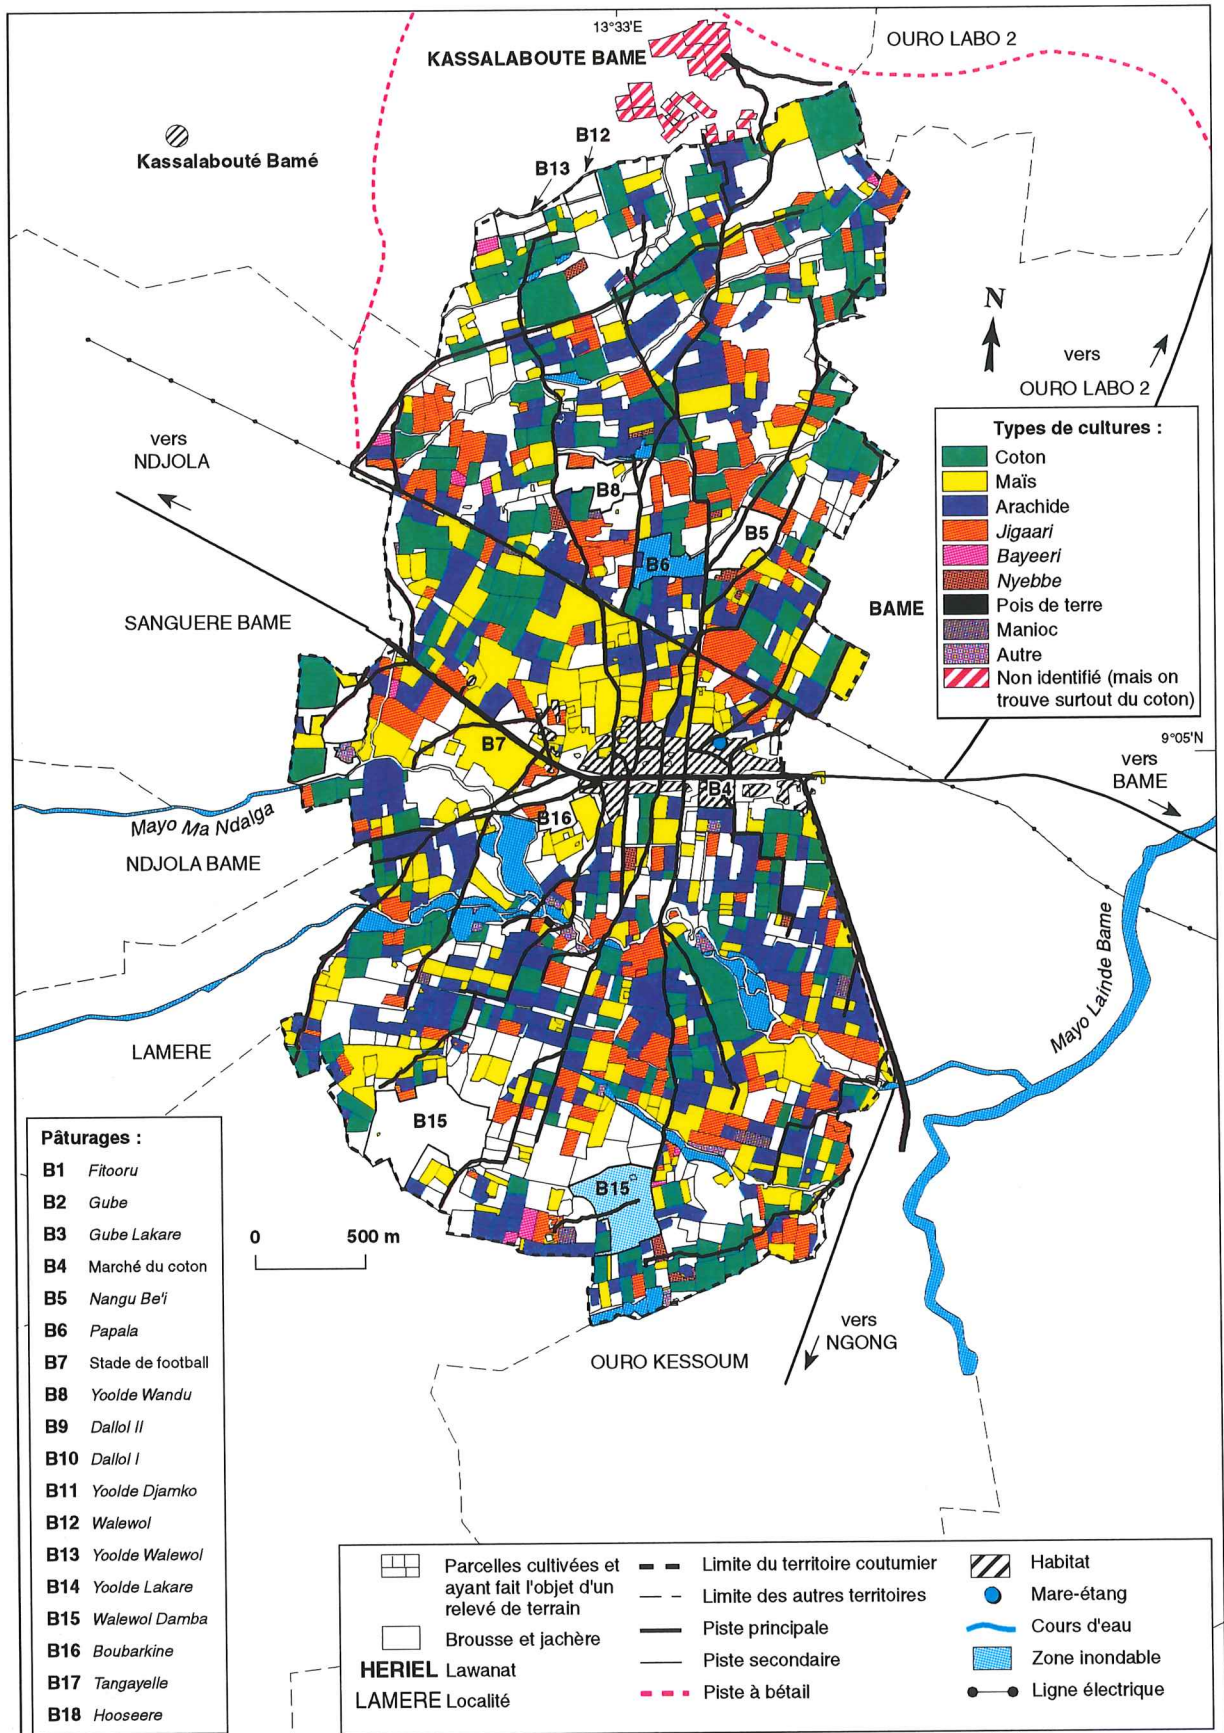 13°33'E
OURO LABO 2
KASSALABOUTE BAME
Kassalabouté Bamé
B12
B13
N
vers
OURO LABO 2
vers
NDJOLA
Types de cultures :
Coton
Maïs
Arachide
Jigaari
Bayeeri
Nyebbe
Pois de terre
Manioc
Autre
Non identifié (mais on
trouve surtout du coton)
B8
B5
B6
BAME
SANGUERE BAME
B7
9°05'N
vers
BAME
B4
B16
Mayo Ma Ndalga
NDJOLA BAME
Mayo Laïnde Bame
LAMERE
B15
B15
Pâturages :
B1 Fitooru
B2 Gube
B3 Gube Lakare
B4 Marché du coton
B5 Nangu Be'i
B6 Papala
B7 Stade de football
B8 Yoolde Wandu
B9 Dallol II
B10 Dallol I
B11 Yoolde Djamko
B12 Walewol
B13 Yoolde Walewol
B14 Yoolde Lakare
B15 Walewol Damba
B16 Boubarkine
B17 Tangayelle
B18 Hooseere
0 500 m
vers
NGONG
OURO KESSOUM
Parcelles cultivées et
ayant fait l'objet d'un
relevé de terrain
Brousse et jachère
HERIEL Lawanat
LAMERE Localité
Limite du territoire coutumier
Limite des autres territoires
Piste principale
Piste secondaire
Piste à bétail
Habitat
Mare-étang
Cours d'eau
Zone inondable
Ligne électrique